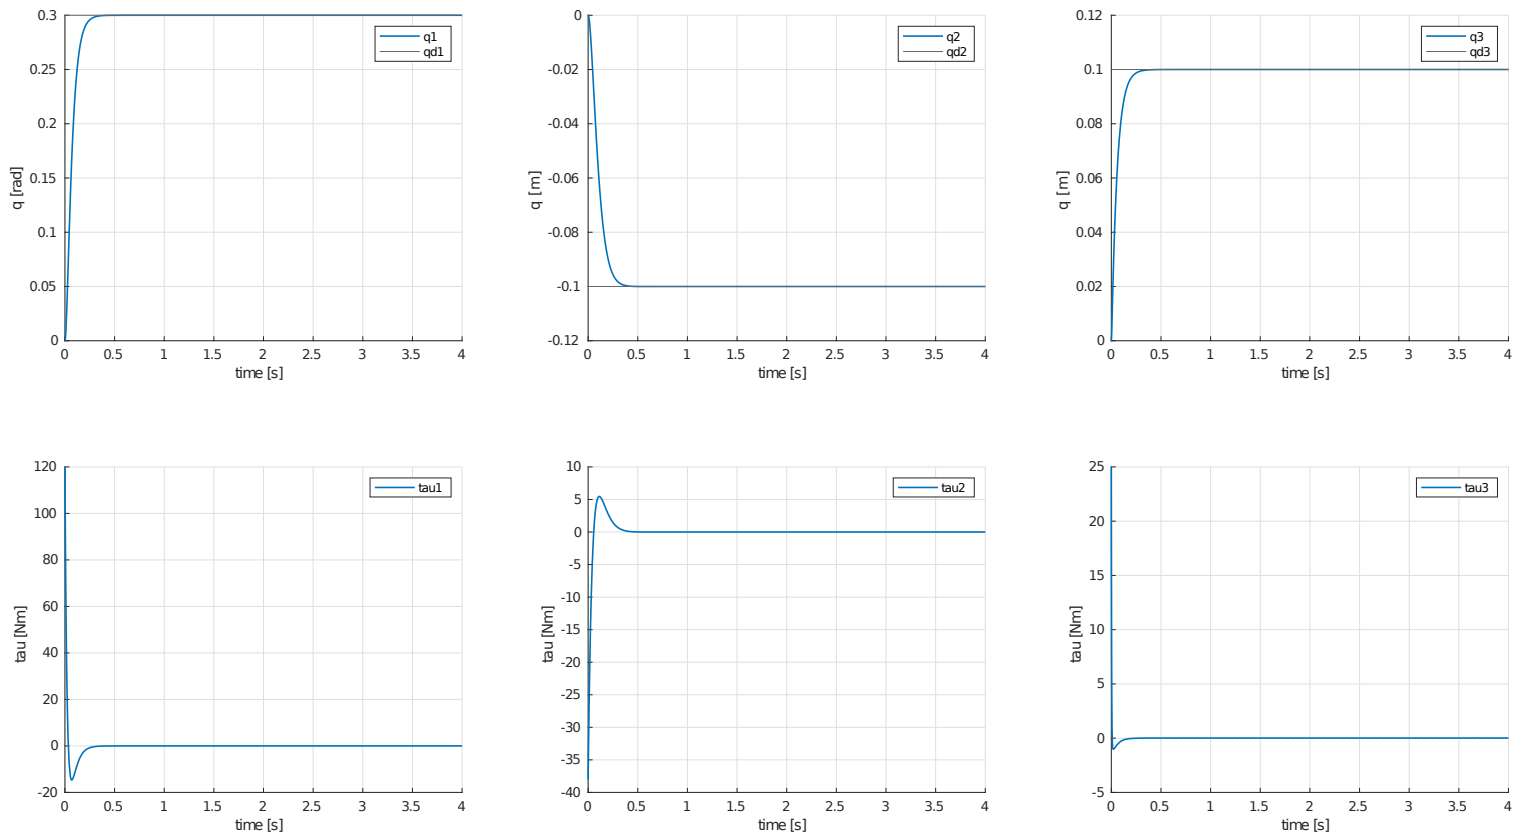 0.3
0.25
0.2
0.15
0.1
0.05
0
q [rad]
0 0.5 1 1.5 2 2.5 3 3.5 4
time [s]
q1
qd1
0
-0.02
-0.04
-0.06
-0.08
-0.1
-0.12
q [m]
0 0.5 1 1.5 2 2.5 3 3.5 4
time [s]
q2
qd2
0.12
0.1
0.08
0.06
0.04
0.02
0
q [m]
0 0.5 1 1.5 2 2.5 3 3.5 4
time [s]
q3
qd3
120
100
80
60
40
20
0
-20
tau [Nm]
0 0.5 1 1.5 2 2.5 3 3.5 4
time [s]
tau1
10
5
0
-5
-10
-15
-20
-25
-30
-35
-40
tau [Nm]
0 0.5 1 1.5 2 2.5 3 3.5 4
time [s]
tau2
25
20
15
10
5
0
-5
tau [Nm]
0 0.5 1 1.5 2 2.5 3 3.5 4
time [s]
tau3